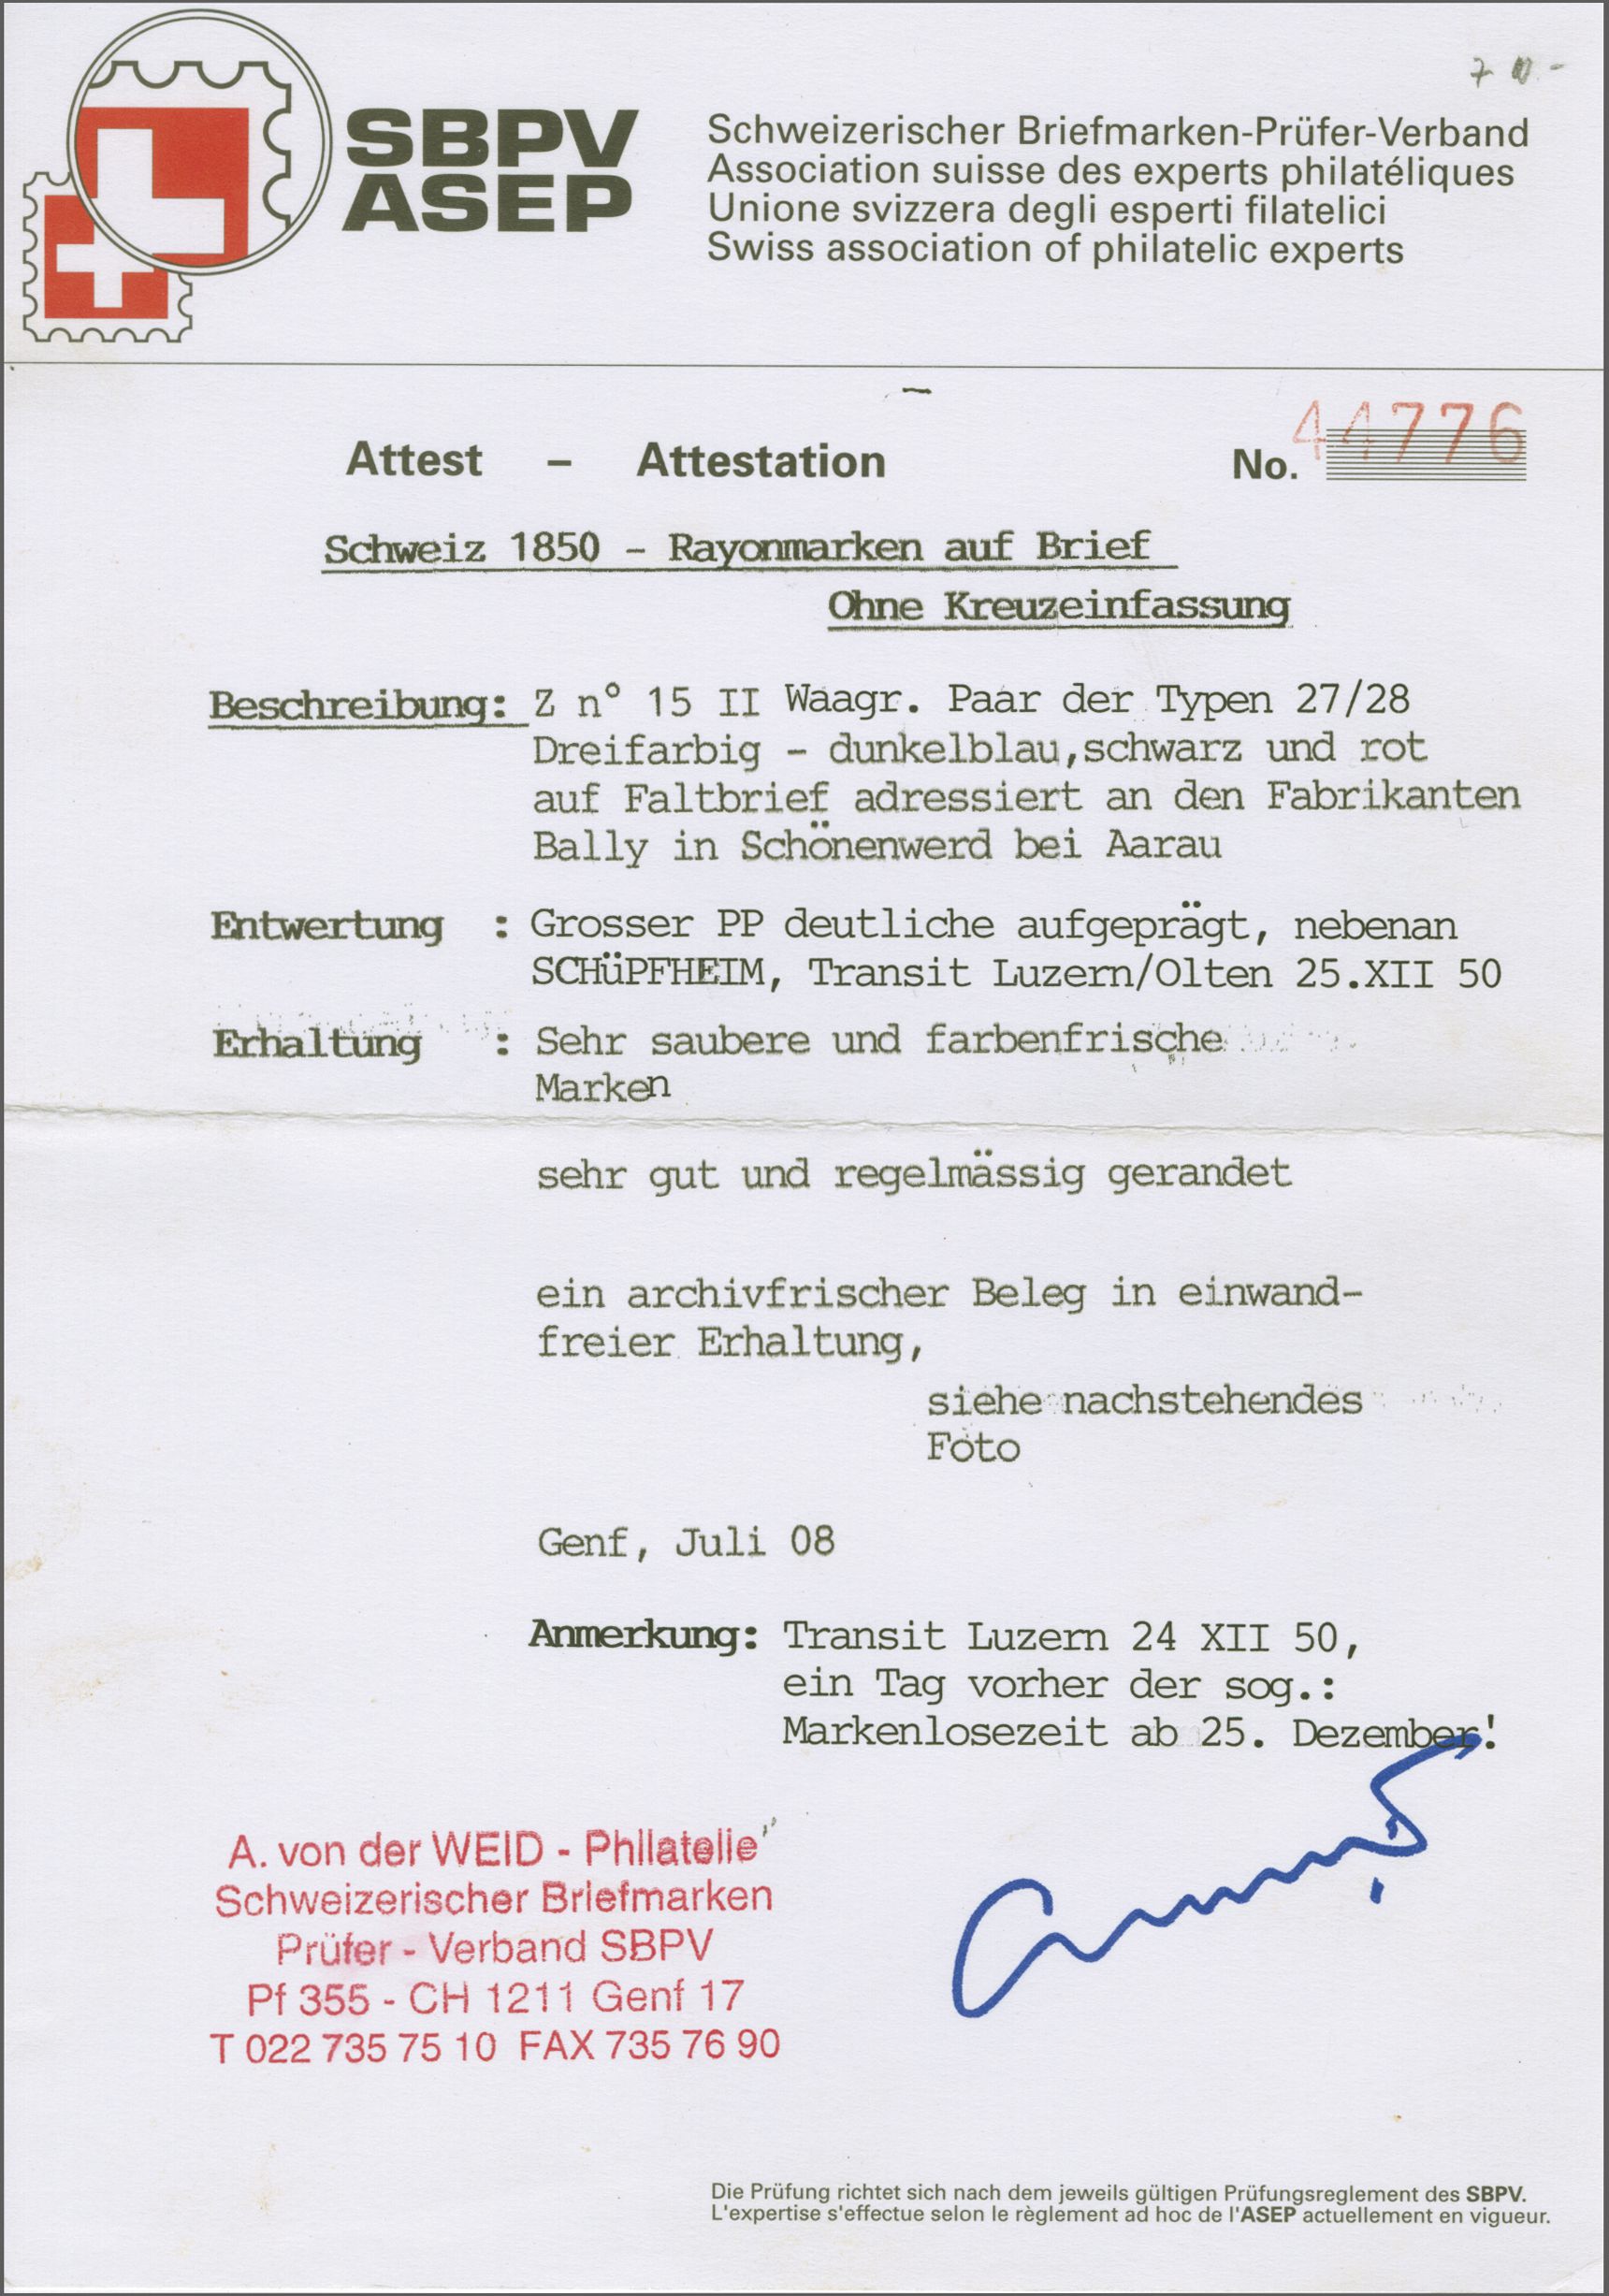 SBPV
ASEP
Schweizerischer Briefmarken-Prüfer-Verband
Association suisse des experts philatéliques
Unione svizzera degli esperti filatelici
Swiss association of philatelic experts
Attest – Attestation
No. 44776
Schweiz 1850 - Rayonmarken auf Brief
Ohne Kreuzeinfassung
Beschreibung: Z n° 15 II Waagr. Paar der Typen 27/28
Dreifarbig - dunkelblau,schwarz und rot
auf Faltbrief adressiert an den Fabrikanten
Bally in Schönenwerd bei Aarau
Entwertung : Grosser PP deutliche aufgeprägt, nebenan
SCHüPFHEIM, Transit Luzern/Olten 25.XII 50
Erhaltung : Sehr saubere und farbenfrische
Marken
sehr gut und regelmässig gerandet
ein archivfrischer Beleg in einwand-
freier Erhaltung,
siehe nachstehendes
Foto
Genf, Juli 08
Anmerkung: Transit Luzern 24 XII 50,
ein Tag vorher der sog.:
Markenlosezeit ab 25. Dezember!
A. von der WEID - Philatelie
Schweizerischer Briefmarken
Prüfer - Verband SBPV
Pf 355 - CH 1211 Genf 17
T 022 735 75 10 FAX 735 76 90
Die Prüfung richtet sich nach dem jeweils gültigen Prüfungsreglement des SBPV.
L'expertise s'effectue selon le règlement ad hoc de l'ASEP actuellement en vigueur.